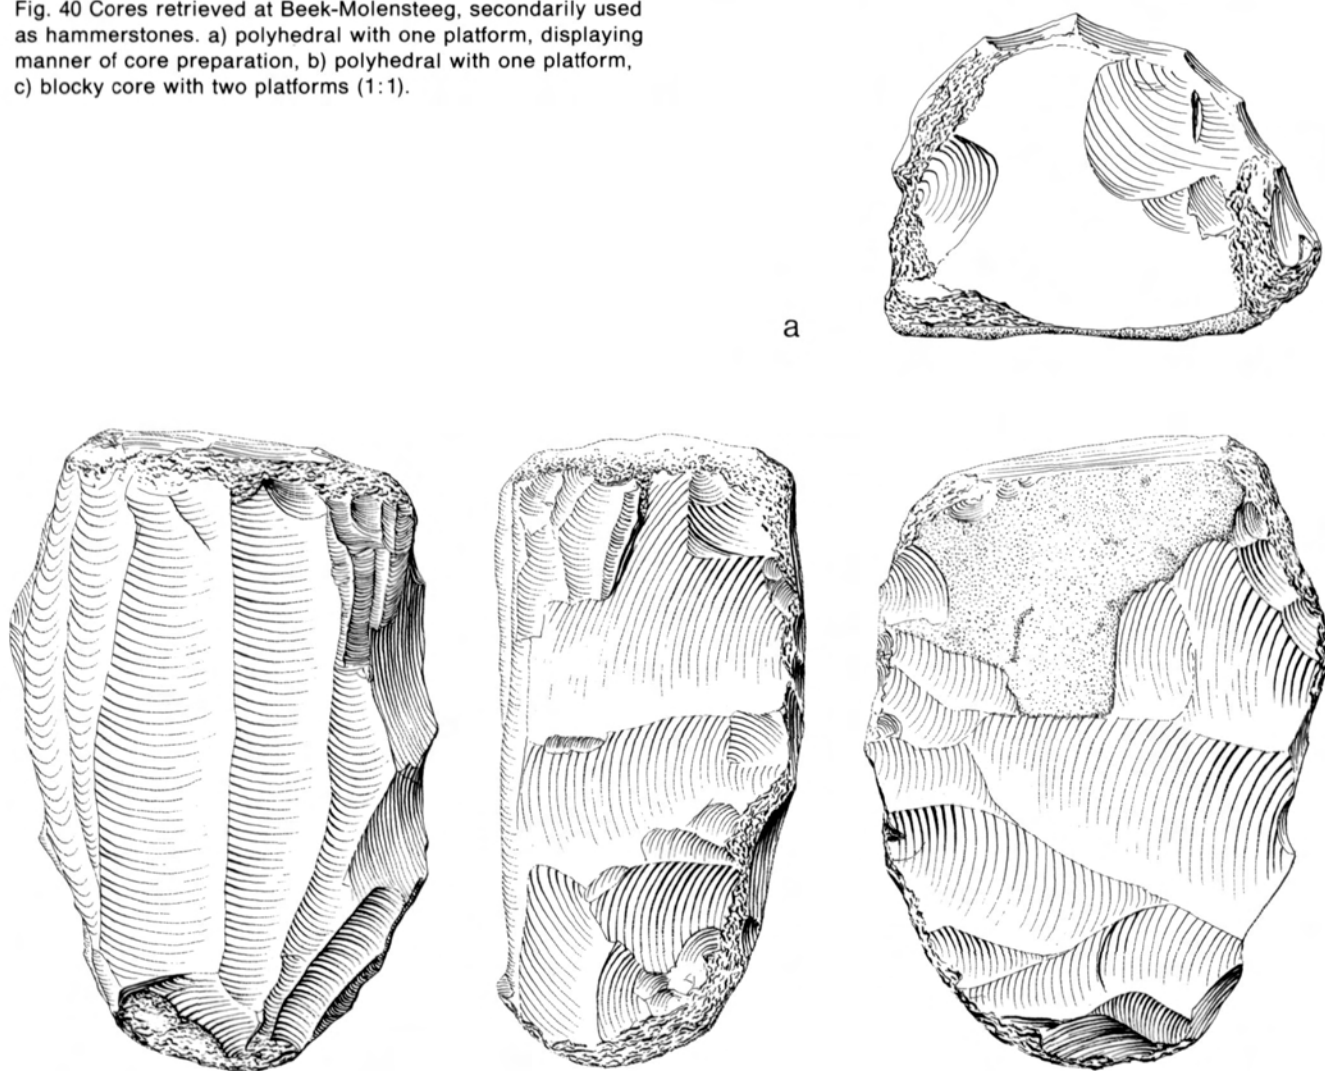 Fig. 40 Cores retrieved at Beek-Molensteeg, secondarily used
as hammerstones. a) polyhedral with one platform, displaying
manner of core preparation, b) polyhedral with one platform,
c) blocky core with two platforms (1:1).
a